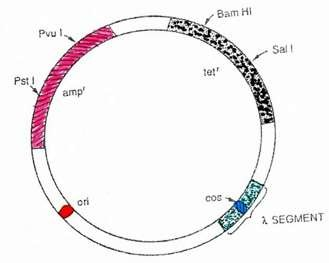 Bam HI
Pvu I
Sal I
tetʳ
Pst I
ampʳ
cos
ori
λ SEGMENT